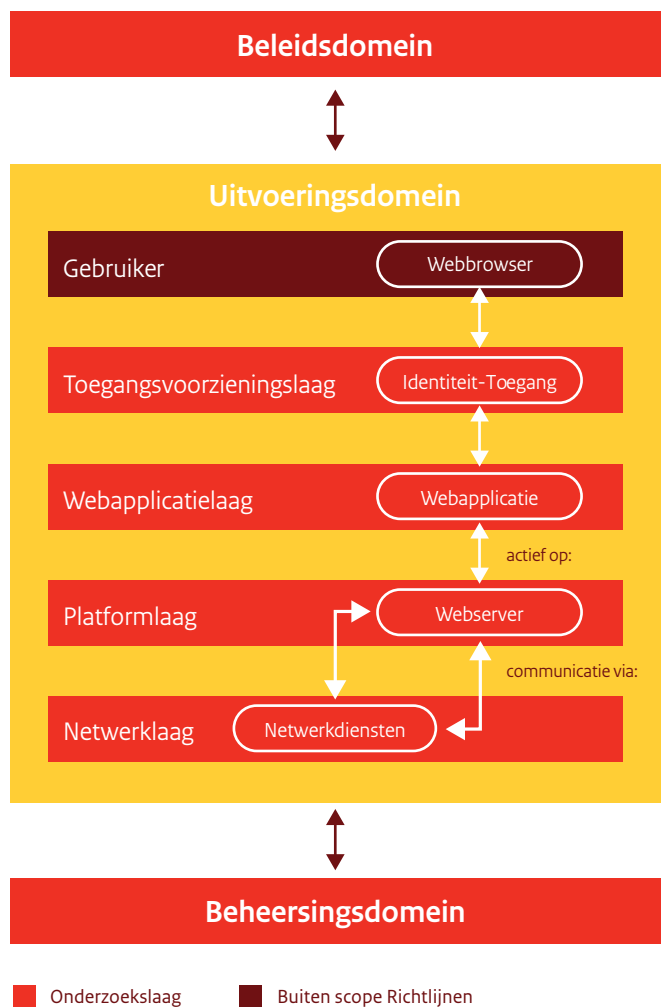 Beleidsdomein
Uitvoeringsdomein
Gebruiker
Webbrowser
Toegangsvoorzieningslaag
Identiteit-Toegang
Webapplicatielaag
Webapplicatie
actief op:
Platformlaag
Webserver
communicatie via:
Netwerklaag
Netwerkdiensten
Beheersingsdomein
Onderzoekslaag
Buiten scope Richtlijnen